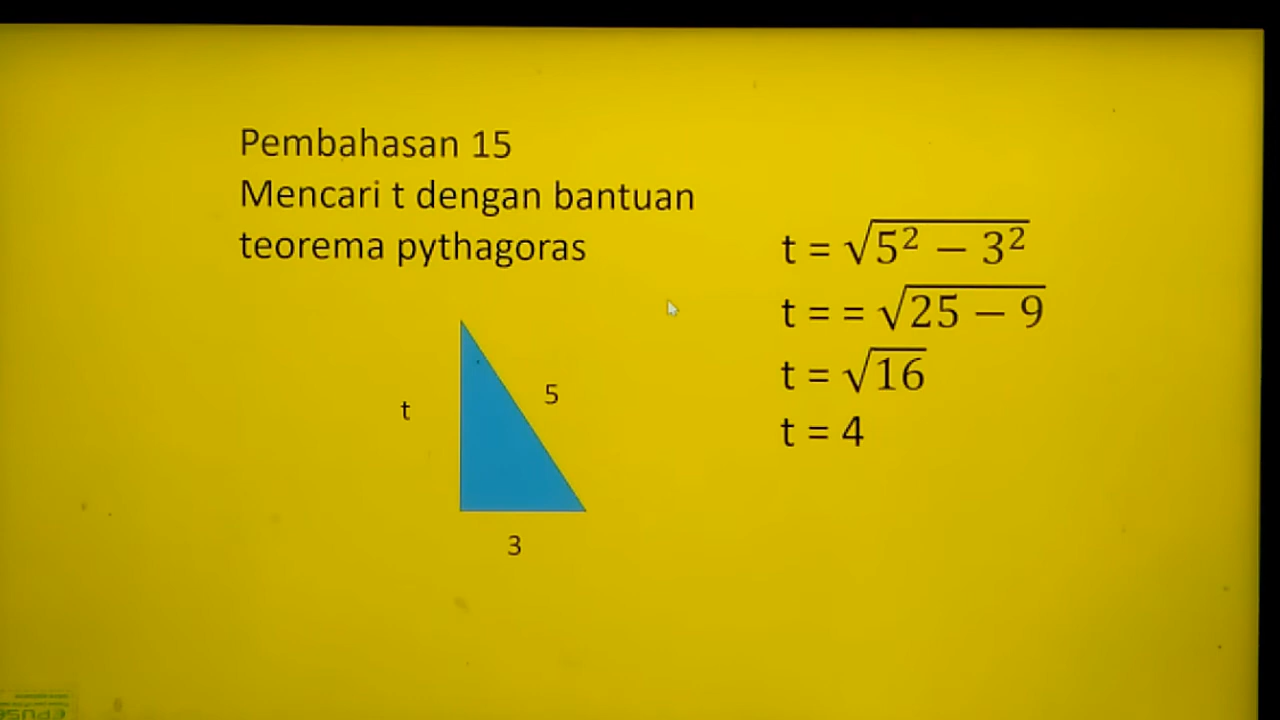 Pembahasan 15
Mencari t dengan bantuan
teorema pythagoras
t = √5² − 3²
t = = √25 − 9
t = √16
t = 4
t
5
3